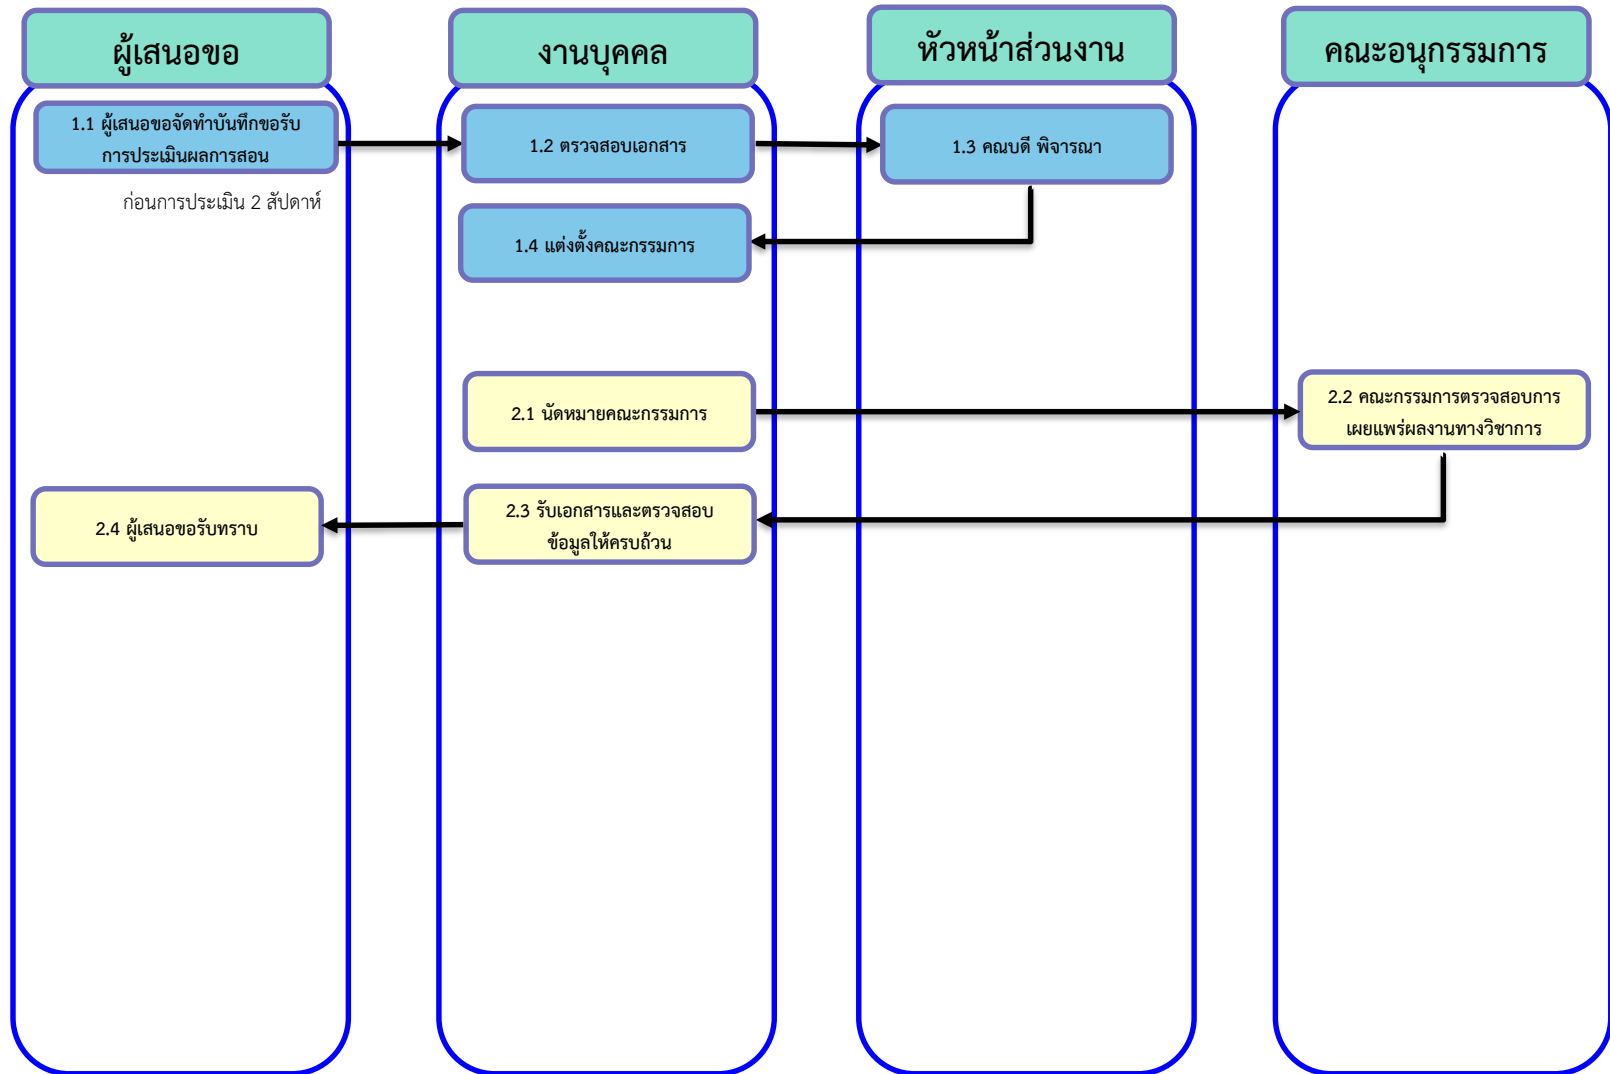 ผู้เสนอขอ
งานบุคคล
หัวหน้าส่วนงาน
คณะอนุกรรมการ
1.1 ผู้เสนอขอจัดทำบันทึกขอรับ
การประเมินผลการสอน
1.2 ตรวจสอบเอกสาร
1.3 คณบดี พิจารณา
ก่อนการประเมิน 2 สัปดาห์
1.4 แต่งตั้งคณะกรรมการ
2.1 นัดหมายคณะกรรมการ
2.2 คณะกรรมการตรวจสอบการ
เผยแพร่ผลงานทางวิชาการ
2.3 รับเอกสารและตรวจสอบ
ข้อมูลให้ครบถ้วน
2.4 ผู้เสนอขอรับทราบ